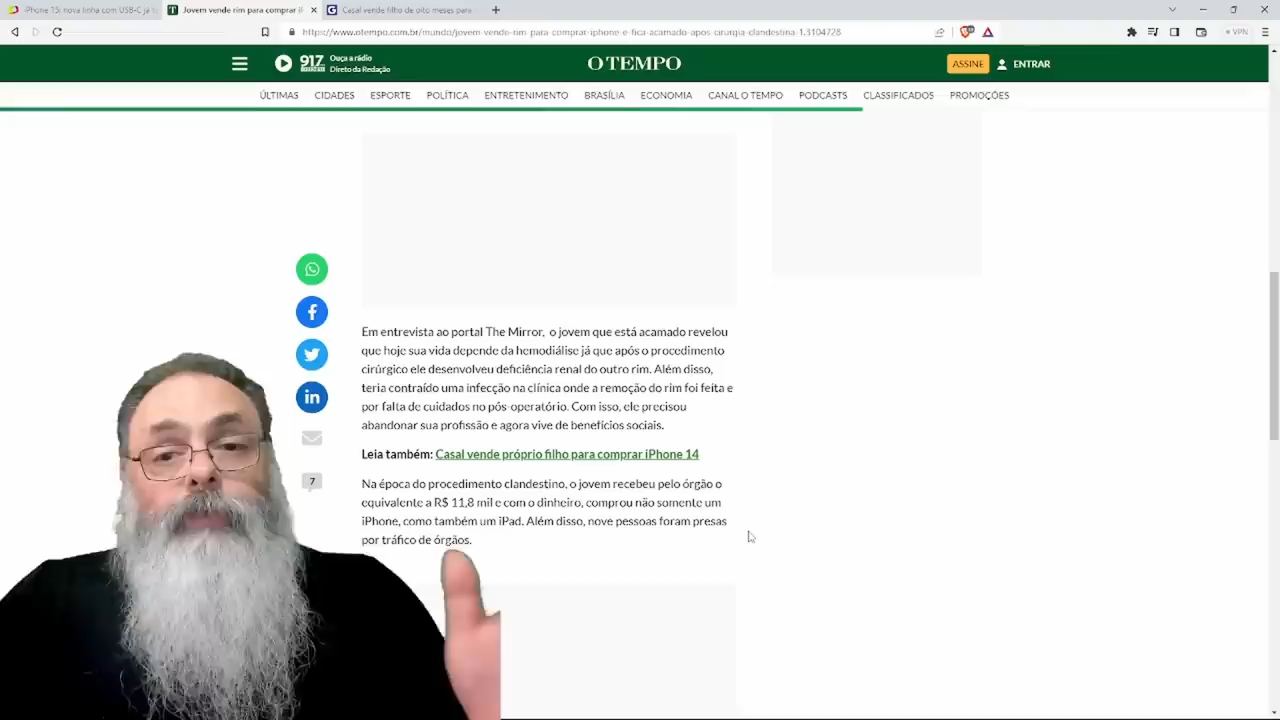 iPhone 15: nova linha com USB-C já t
Jovem vende rim para comprar iP
Casal vende filho de oito meses para
https://www.otempo.com.br/mundo/jovem-vende-rim-para-comprar-iphone-e-fica-acamado-apos-cirurgia-clandestina-1.3104728
VPN
917
Ouça a rádio
Direto da Redação
O TEMPO
ASSINE
ENTRAR
ÚLTIMAS CIDADES ESPORTE POLÍTICA ENTRETENIMENTO BRASÍLIA ECONOMIA CANAL O TEMPO PODCASTS CLASSIFICADOS PROMOÇÕES
Em entrevista ao portal The Mirror, o jovem que está acamado revelou
que hoje sua vida depende da hemodiálise já que após o procedimento
cirúrgico ele desenvolveu deficiência renal do outro rim. Além disso,
teria contraído uma infecção na clínica onde a remoção do rim foi feita e
por falta de cuidados no pós-operatório. Com isso, ele precisou
abandonar sua profissão e agora vive de benefícios sociais.
Leia também: Casal vende próprio filho para comprar iPhone 14
7
Na época do procedimento clandestino, o jovem recebeu pelo órgão o
equivalente a R$ 11,8 mil e com o dinheiro, comprou não somente um
iPhone, como também um iPad. Além disso, nove pessoas foram presas
por tráfico de órgãos.